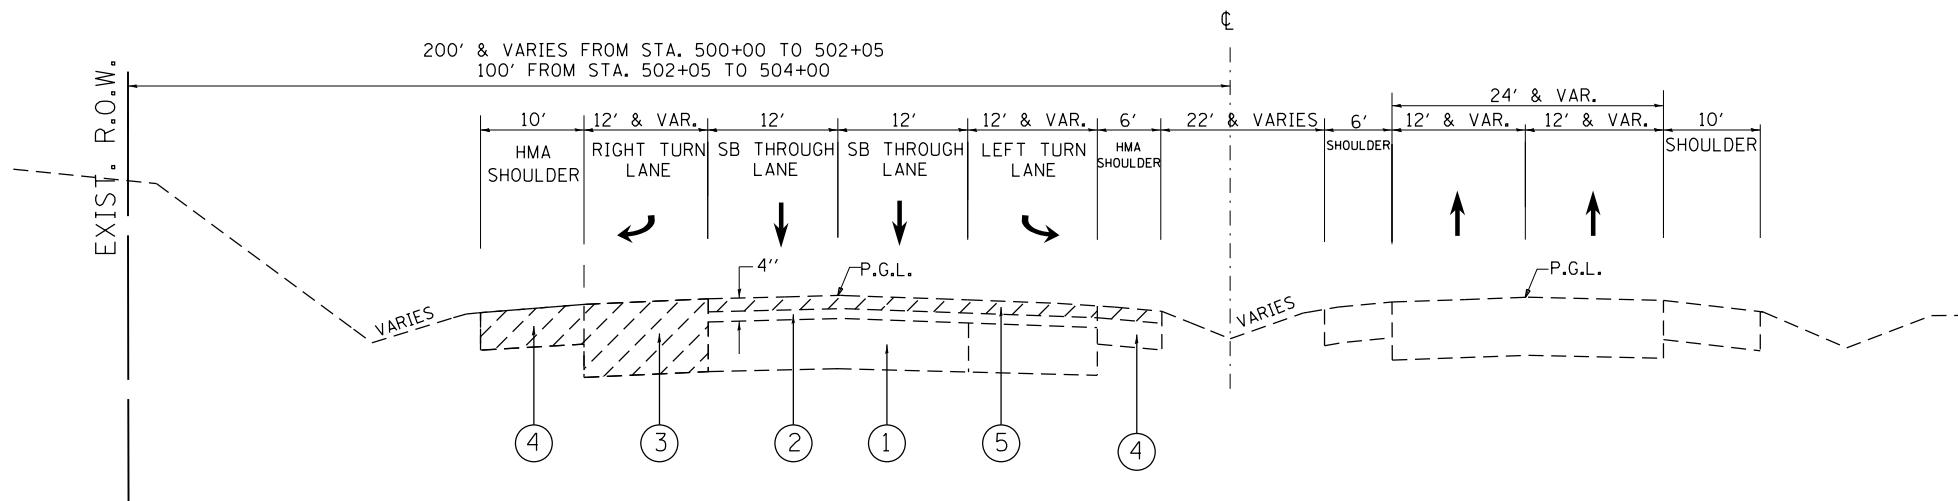 ℄
200' & VARIES FROM STA. 500+00 TO 502+05
100' FROM STA. 502+05 TO 504+00
EXIST. R.O.W.
24' & VAR.
10' 12' & VAR. 12' 12' 12' & VAR. 6' 22' & VARIES 6' 12' & VAR. 12' & VAR. 10'
HMA SHOULDER
RIGHT TURN LANE
SB THROUGH LANE
SB THROUGH LANE
LEFT TURN LANE
HMA SHOULDER
SHOULDER
SHOULDER
4''
P.G.L.
P.G.L.
VARIES
VARIES
4 3 2 1 5 4